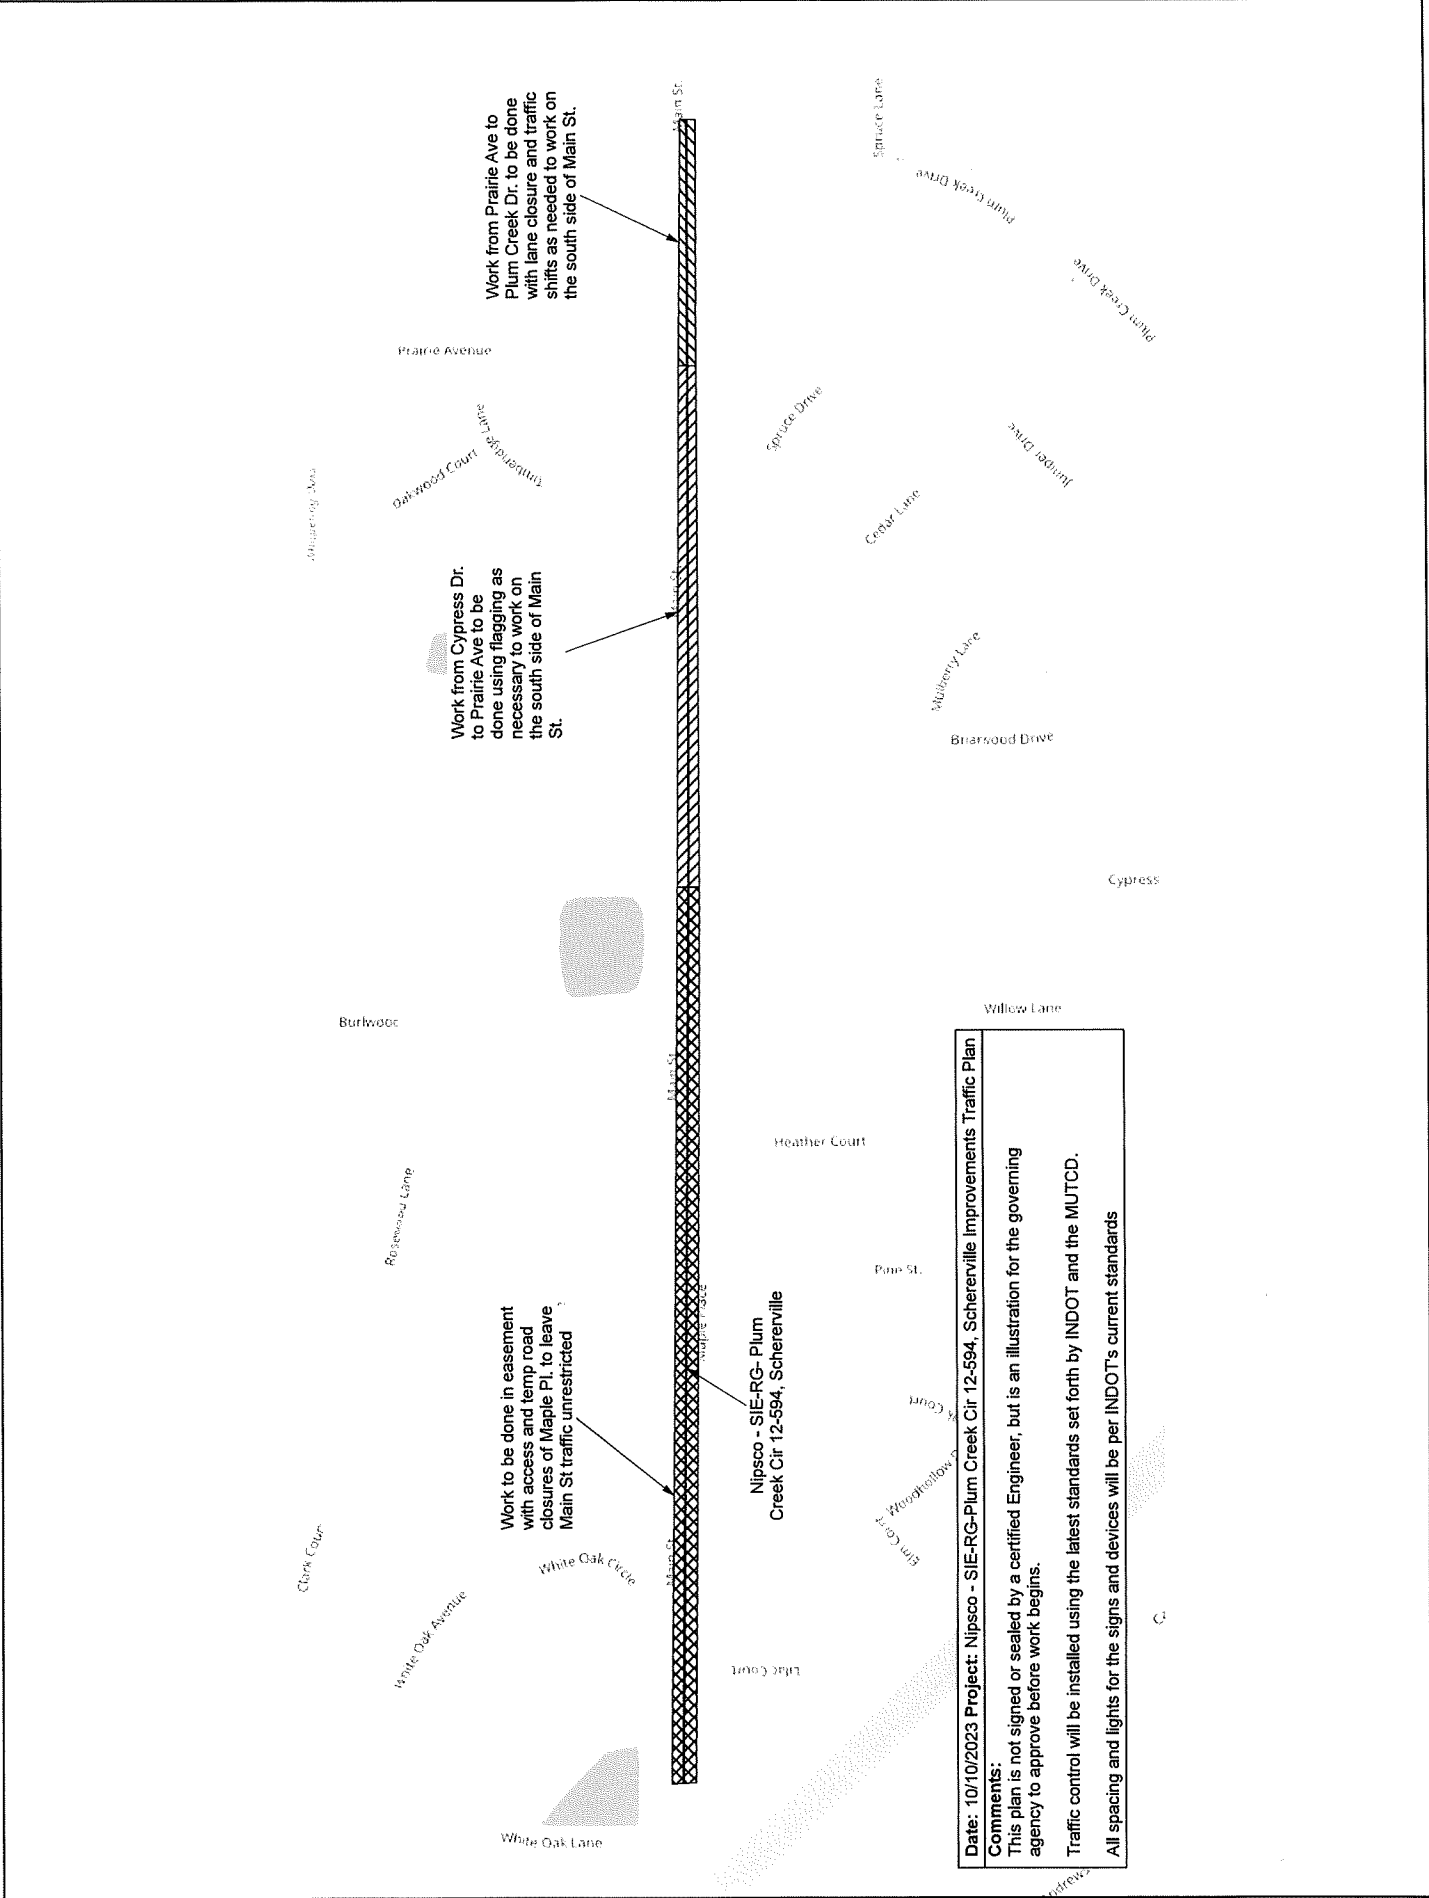 Work from Prairie Ave to
Plum Creek Dr. to be done
with lane closure and traffic
shifts as needed to work on
the south side of Main St.
Work from Cypress Dr.
to Prairie Ave to be
done using flagging as
necessary to work on
the south side of Main
St.
Work to be done in easement
with access and temp road
closures of Maple Pl. to leave
Main St traffic unrestricted
Nipsco - SIE-RG- Plum
Creek Cir 12-594, Schererville
Clark Cour
White Oak Avenue
White Oak Circle
White Oak Lane
Rosewood Lane
Burlwood
Oakwood Court
Timberidge Lane
Prairie Avenue
Main St.
Main St.
Main St.
Main St.
Maple Place
Lilac Court
Elm Court
Woodhollow
Court
Pine St.
Heather Court
Willow Lane
Cypress
Briarwood Drive
Mulberry Lane
Cedar Lane
Spruce Drive
Juniper Drive
Plum Creek Drive
Plum Creek Drive
Spruce Lane
Date: 10/10/2023 Project: Nipsco - SIE-RG-Plum Creek Cir 12-594, Schererville Improvements Traffic Plan
Comments:
This plan is not signed or sealed by a certified Engineer, but is an illustration for the governing
agency to approve before work begins.
Traffic control will be installed using the latest standards set forth by INDOT and the MUTCD.
All spacing and lights for the signs and devices will be per INDOT's current standards